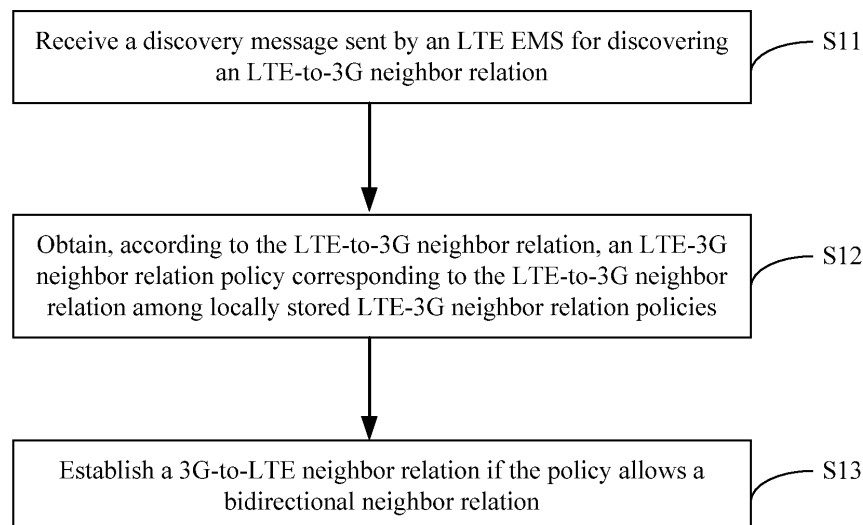 Receive a discovery message sent by an LTE EMS for discovering
an LTE-to-3G neighbor relation
S11
Obtain, according to the LTE-to-3G neighbor relation, an LTE-3G
neighbor relation policy corresponding to the LTE-to-3G neighbor
relation among locally stored LTE-3G neighbor relation policies
S12
Establish a 3G-to-LTE neighbor relation if the policy allows a
bidirectional neighbor relation
S13